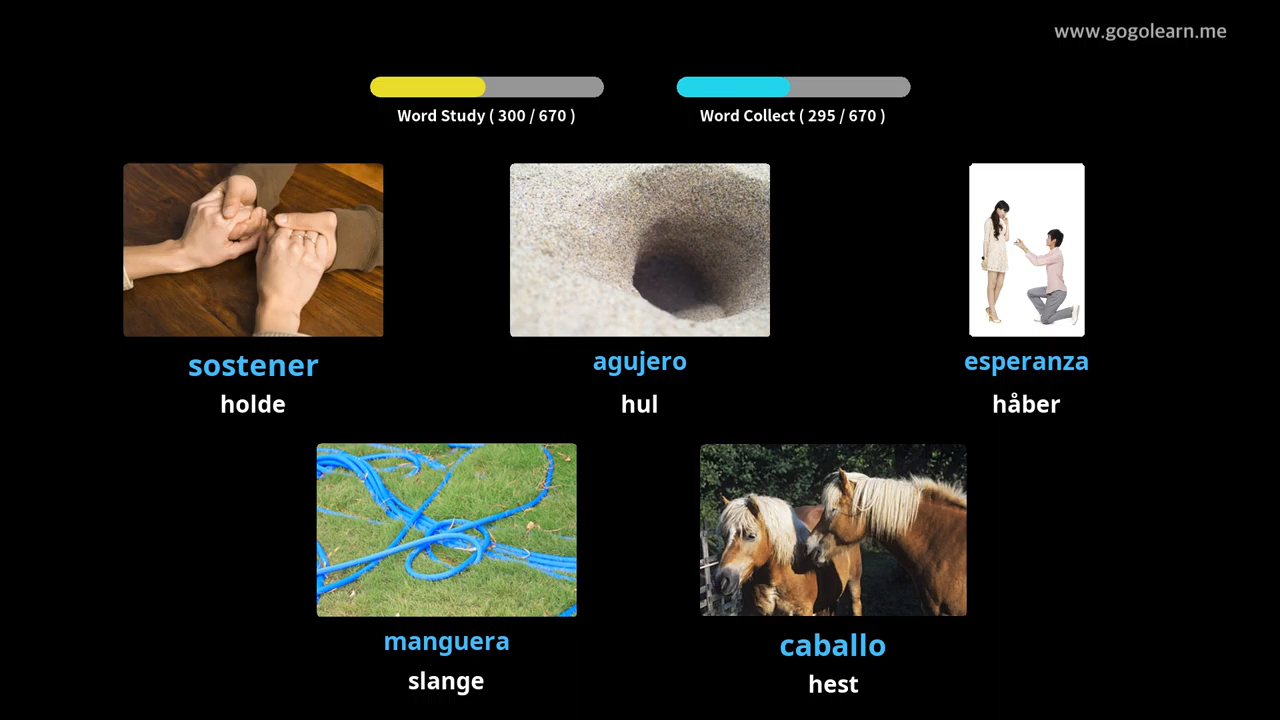 www.gogolearn.me
Word Study ( 300 / 670 )
Word Collect ( 295 / 670 )
sostener
holde
agujero
hul
esperanza
håber
manguera
slange
caballo
hest